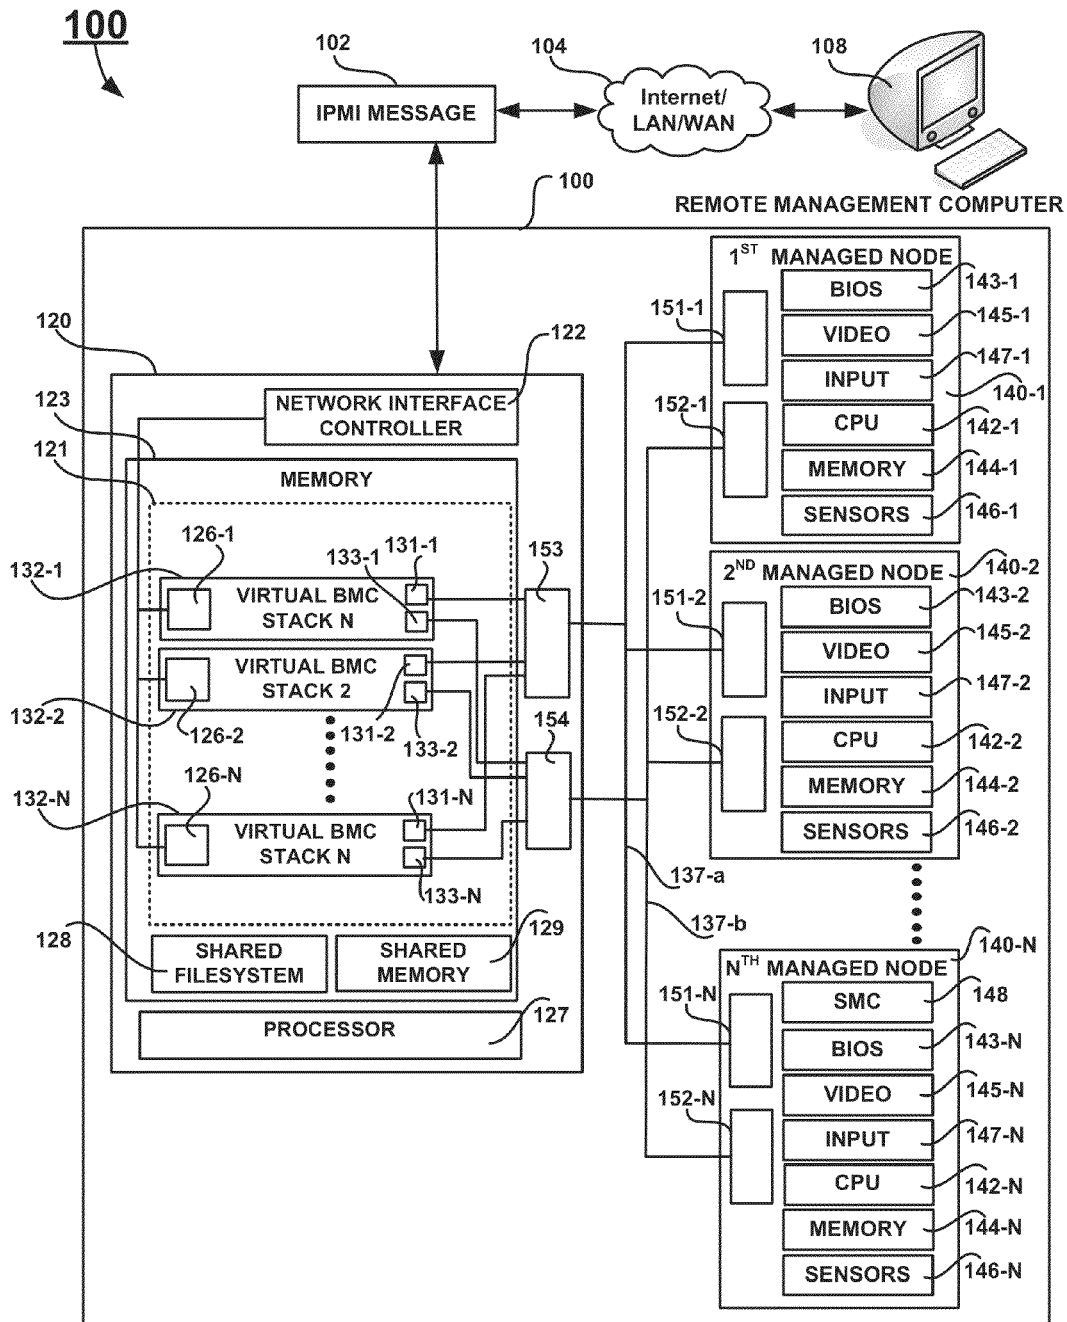 100
102
104
108
IPMI MESSAGE
Internet/
LAN/WAN
REMOTE MANAGEMENT COMPUTER
100
120
122
NETWORK INTERFACE
CONTROLLER
123
121
MEMORY
126-1
133-1
131-1
153
132-1
VIRTUAL BMC
STACK N
VIRTUAL BMC
STACK 2
132-2
126-2
131-2
133-2
154
126-N
131-N
132-N
VIRTUAL BMC
STACK N
133-N
137-a
137-b
128
SHARED
FILESYSTEM
SHARED
MEMORY
129
PROCESSOR
127
1ST MANAGED NODE
BIOS
143-1
151-1
VIDEO
145-1
INPUT
147-1
140-1
152-1
CPU
142-1
MEMORY
144-1
SENSORS
146-1
2ND MANAGED NODE
140-2
BIOS
143-2
151-2
VIDEO
145-2
INPUT
147-2
152-2
CPU
142-2
MEMORY
144-2
SENSORS
146-2
140-N
NTH MANAGED NODE
SMC
148
151-N
BIOS
143-N
VIDEO
145-N
152-N
INPUT
147-N
CPU
142-N
MEMORY
144-N
SENSORS
146-N